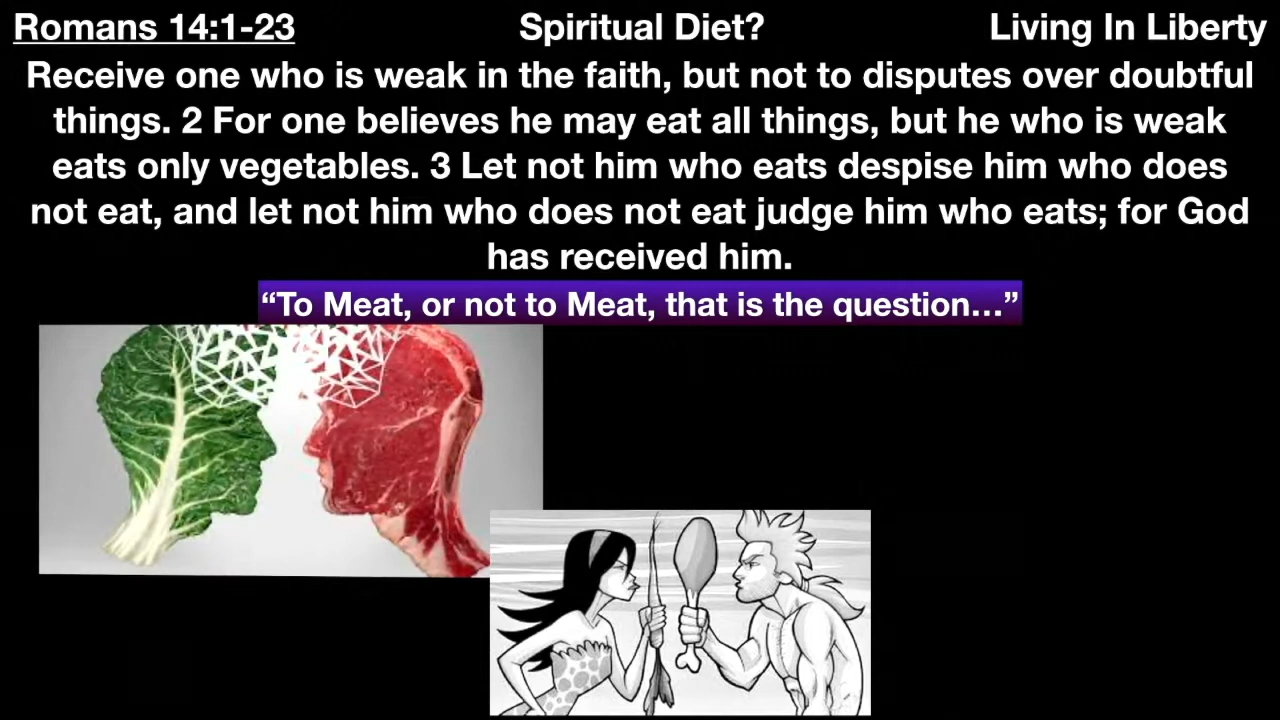 Romans 14:1-23 Spiritual Diet? Living In Liberty
Receive one who is weak in the faith, but not to disputes over doubtful
things. 2 For one believes he may eat all things, but he who is weak
eats only vegetables. 3 Let not him who eats despise him who does
not eat, and let not him who does not eat judge him who eats; for God
has received him.
“To Meat, or not to Meat, that is the question…”